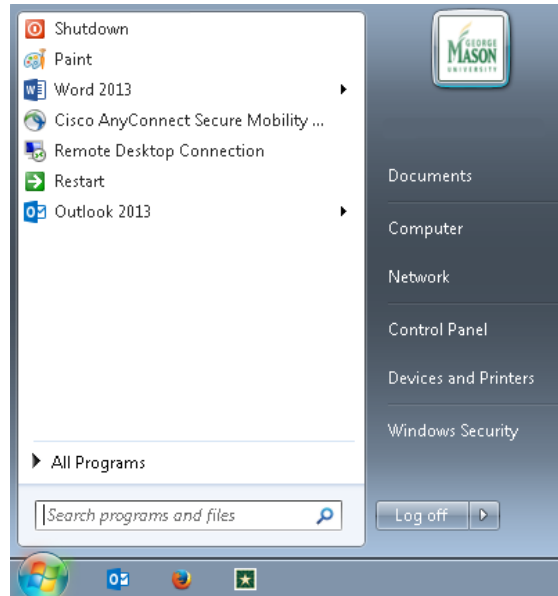 Shutdown
Paint
Word 2013
Cisco AnyConnect Secure Mobility ...
Remote Desktop Connection
Restart
Outlook 2013
All Programs
Search programs and files
GEORGE
MASON
UNIVERSITY
Documents
Computer
Network
Control Panel
Devices and Printers
Windows Security
Log off